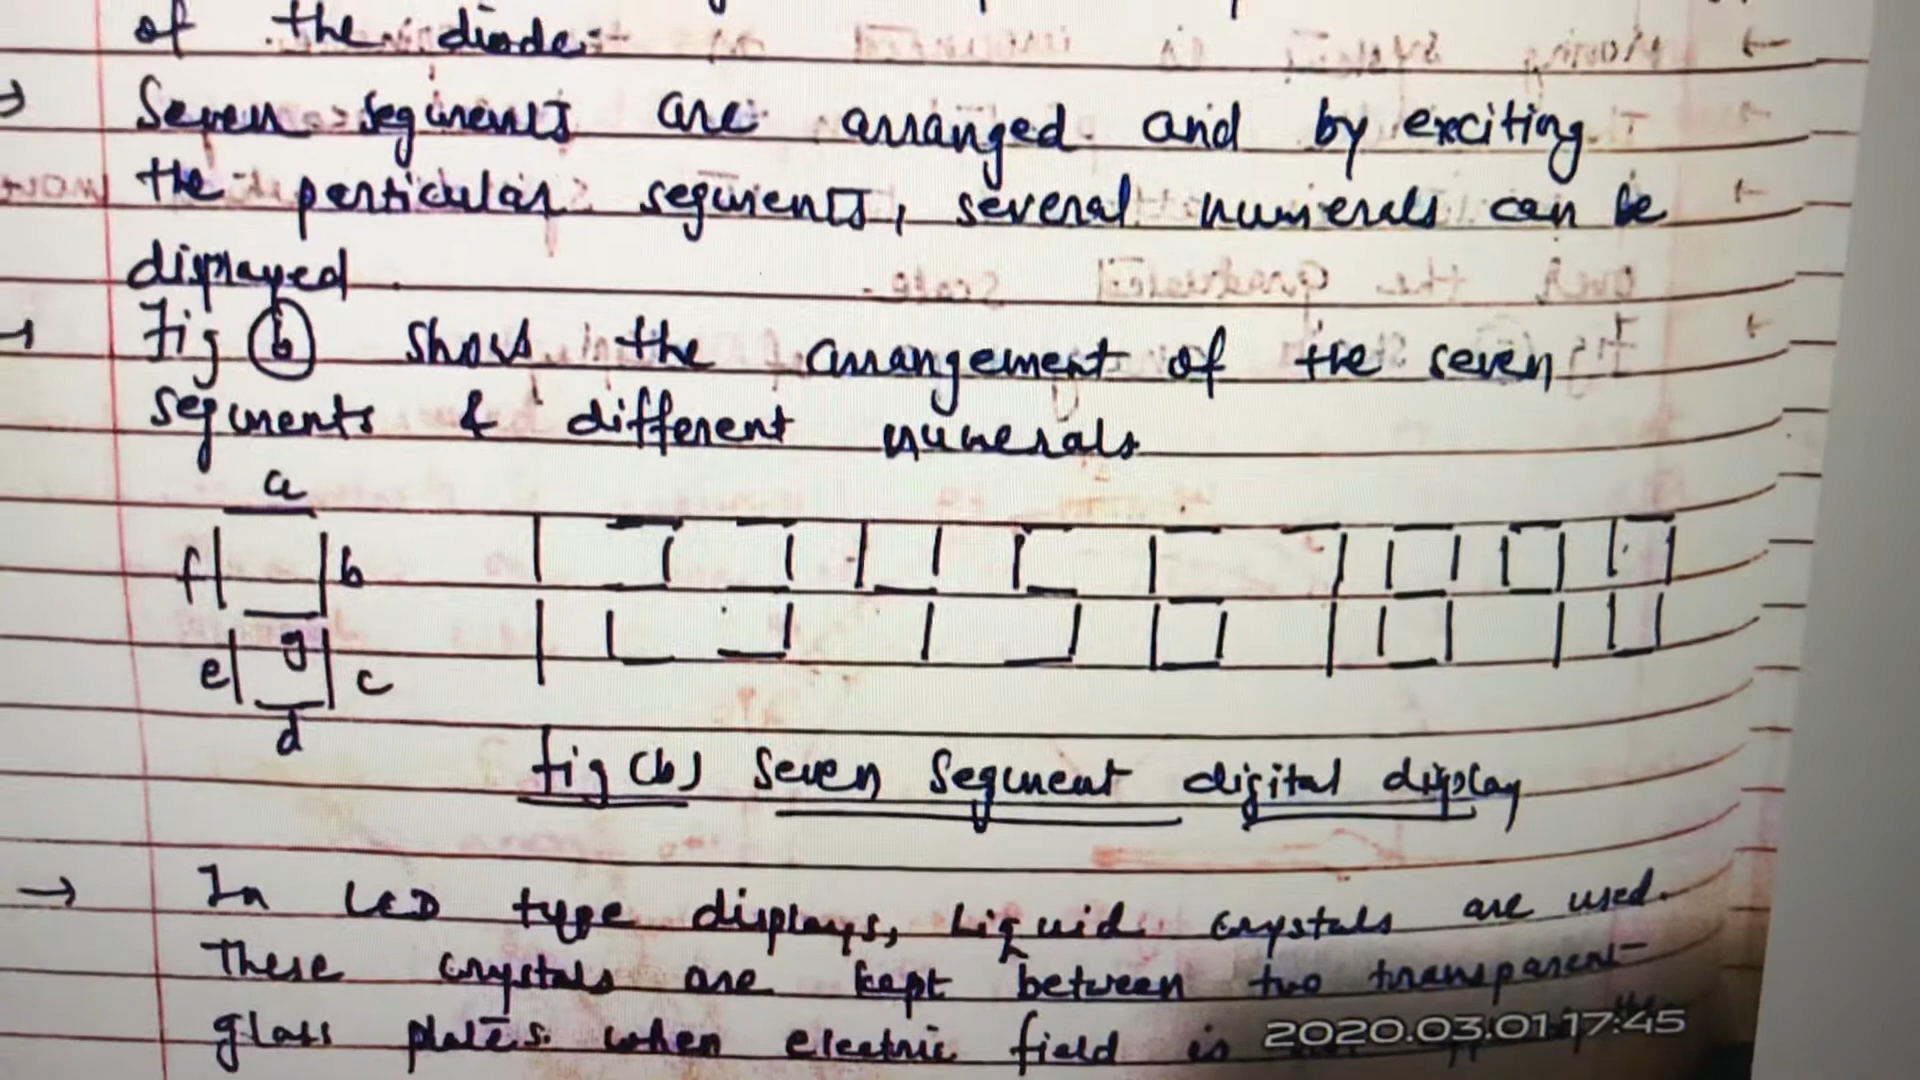 of the diode.
→ Seven segments are arranged and by exciting
the particular segments, several numerals can be
displayed.
→ Fig (b) shows the arrangement of the seven
segments & different numerals
a
f b
g
e c
d
fig (b) Seven Segment digital display
→ In LCD type displays, Liquid crystals are used.
These crystals are kept between two transparent
glass plates. when electric field is
2020.03.01 17:45